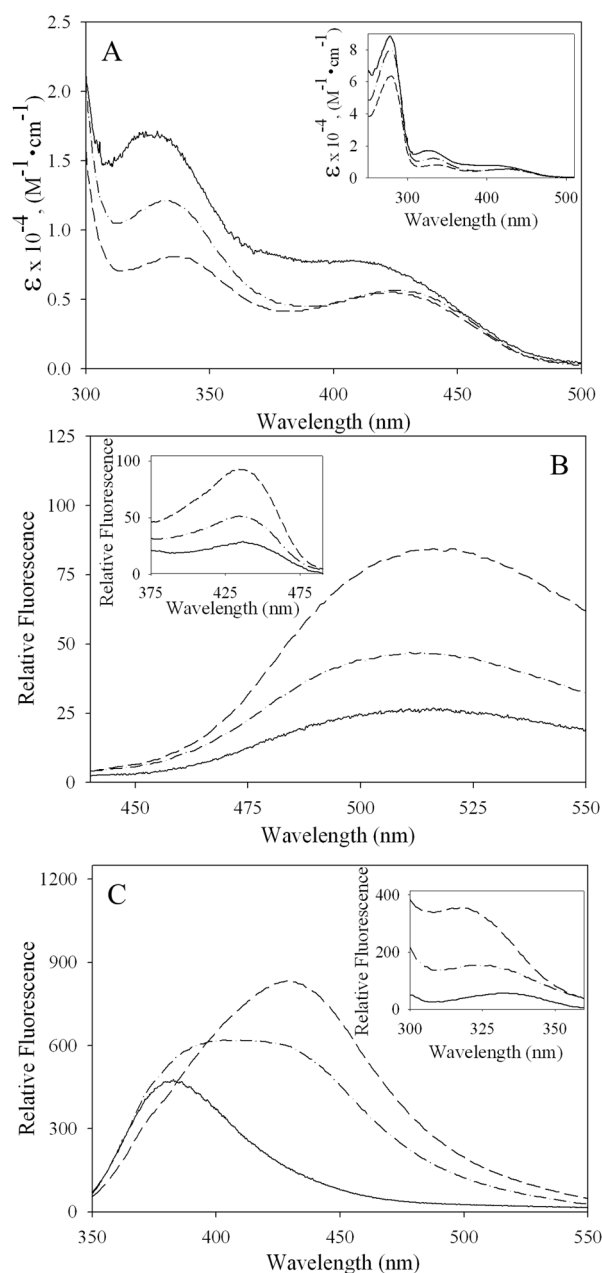 A
2.5
2.0
1.5
1.0
0.5
0.0
ε x 10⁻⁴, (M⁻¹•cm⁻¹)
300 350 400 450 500
Wavelength (nm)
8
6
4
2
0
ε x 10⁻⁴, (M⁻¹•cm⁻¹)
300 400 500
Wavelength (nm)
B
125
100
75
50
25
0
Relative Fluorescence
450 475 500 525 550
Wavelength (nm)
100
50
0
Relative Fluorescence
375 425 475
Wavelength (nm)
C
1200
900
600
300
0
Relative Fluorescence
350 400 450 500 550
Wavelength (nm)
400
200
0
Relative Fluorescence
300 325 350
Wavelength (nm)